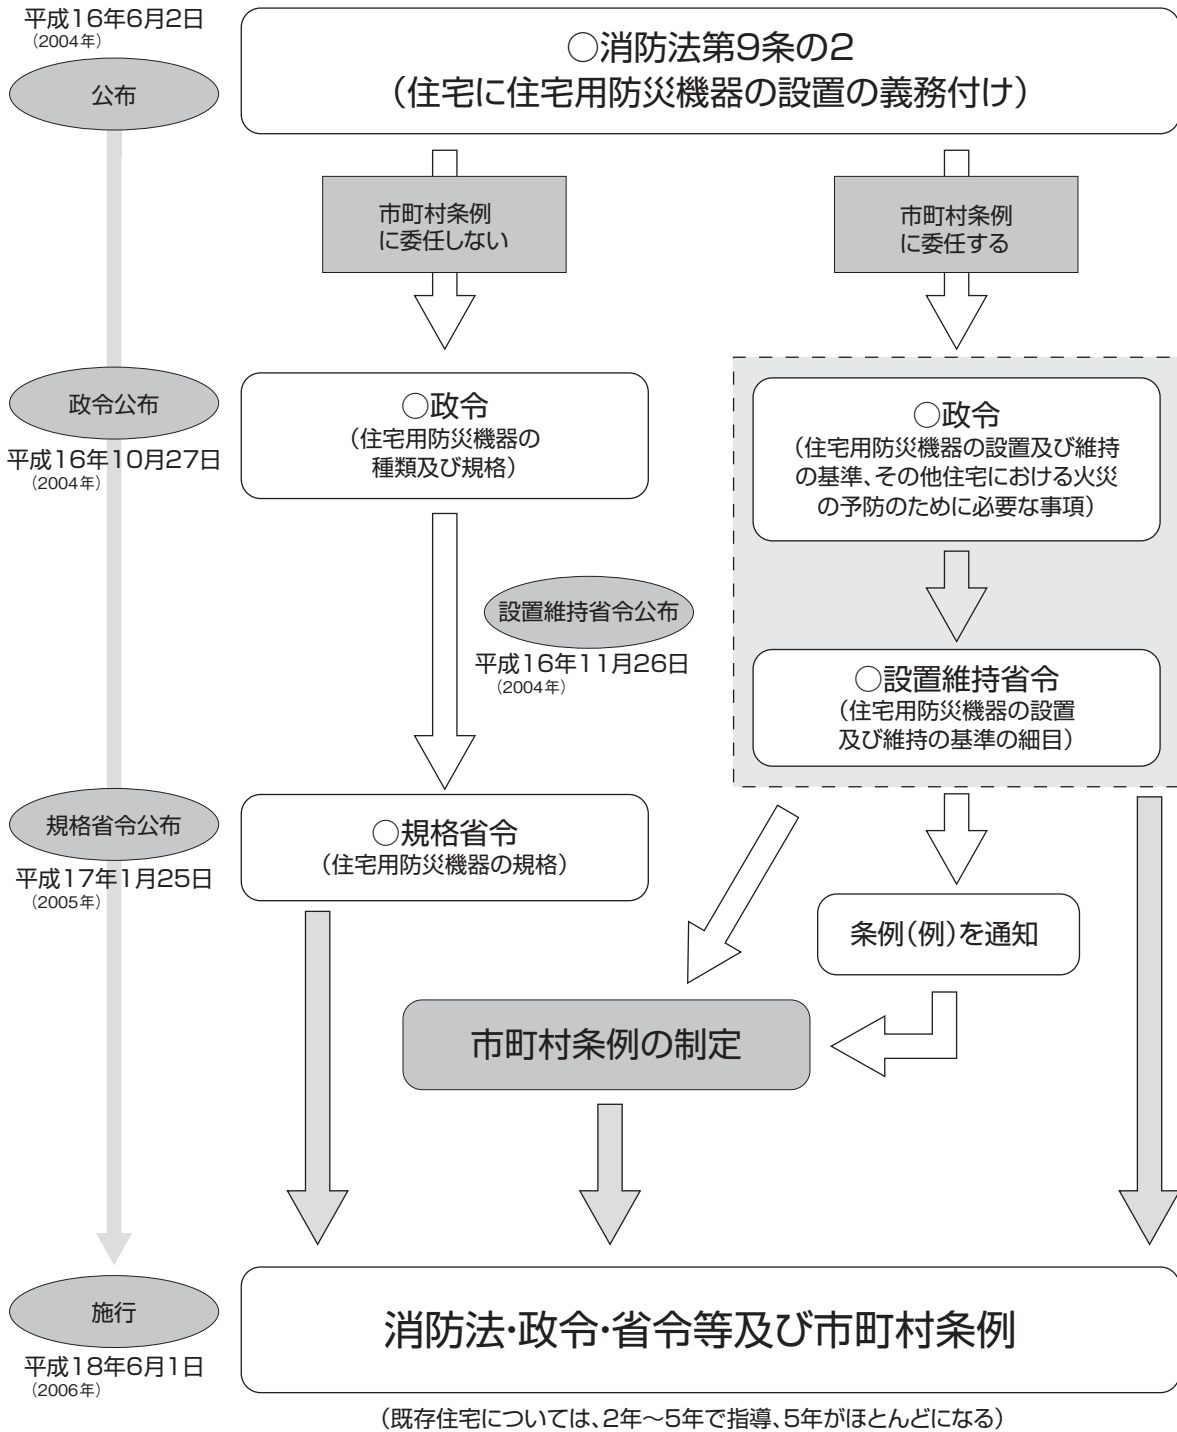 平成16年6月2日
（2004年）
公布
○消防法第9条の2
（住宅に住宅用防災機器の設置の義務付け）
市町村条例
に委任しない
市町村条例
に委任する
政令公布
平成16年10月27日
（2004年）
○政令
（住宅用防災機器の
種類及び規格）
○政令
（住宅用防災機器の設置及び維持
の基準、その他住宅における火災
の予防のために必要な事項）
設置維持省令公布
平成16年11月26日
（2004年）
○設置維持省令
（住宅用防災機器の設置
及び維持の基準の細目）
規格省令公布
平成17年1月25日
（2005年）
○規格省令
（住宅用防災機器の規格）
条例（例）を通知
市町村条例の制定
施行
平成18年6月1日
（2006年）
消防法・政令・省令等及び市町村条例
（既存住宅については、2年～5年で指導、5年がほとんどになる）